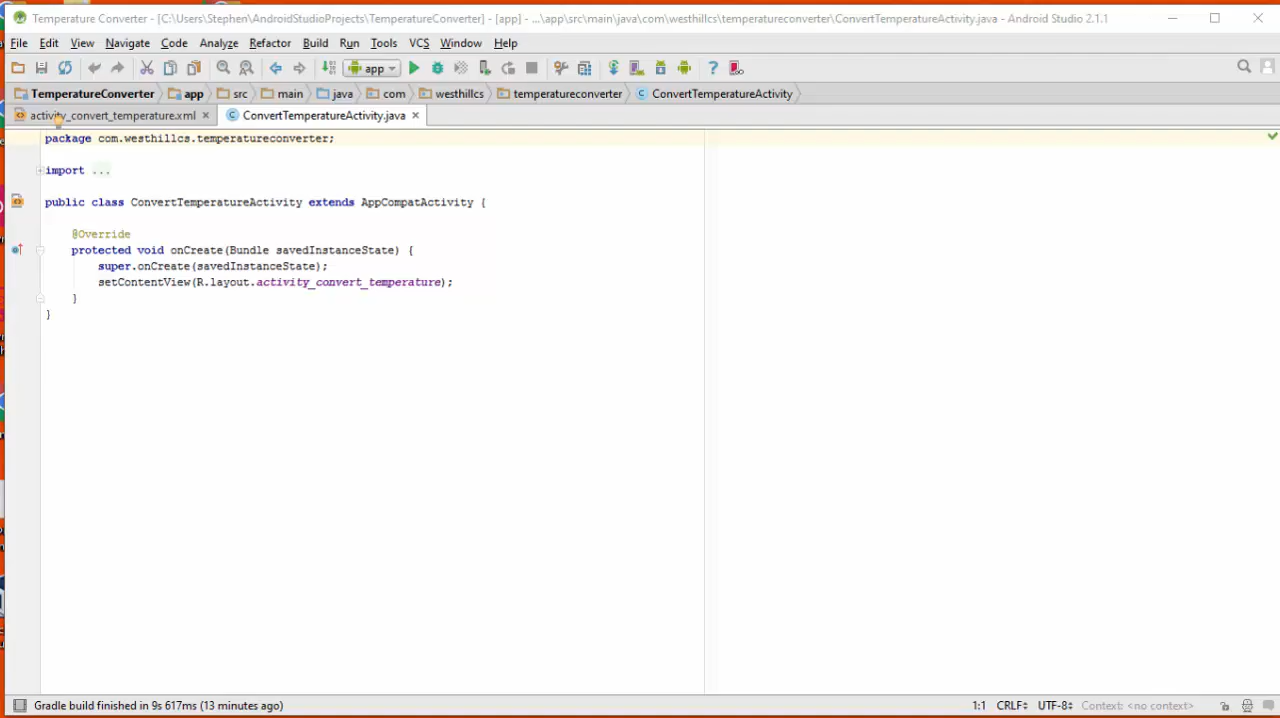 Temperature Converter - [C:\Users\Stephen\AndroidStudioProjects\TemperatureConverter] - [app] - ...\app\src\main\java\com\westhillcs\temperatureconverter\ConvertTemperatureActivity.java - Android Studio 2.1.1
File Edit View Navigate Code Analyze Refactor Build Run Tools VCS Window Help
app
TemperatureConverter app src main java com westhillcs temperatureconverter ConvertTemperatureActivity
activity_convert_temperature.xml ConvertTemperatureActivity.java
package com.westhillcs.temperatureconverter;
import ...
public class ConvertTemperatureActivity extends AppCompatActivity {
@Override
protected void onCreate(Bundle savedInstanceState) {
super.onCreate(savedInstanceState);
setContentView(R.layout.activity_convert_temperature);
}
}
Gradle build finished in 9s 617ms (13 minutes ago) 1:1 CRLF UTF-8 Context: <no context>